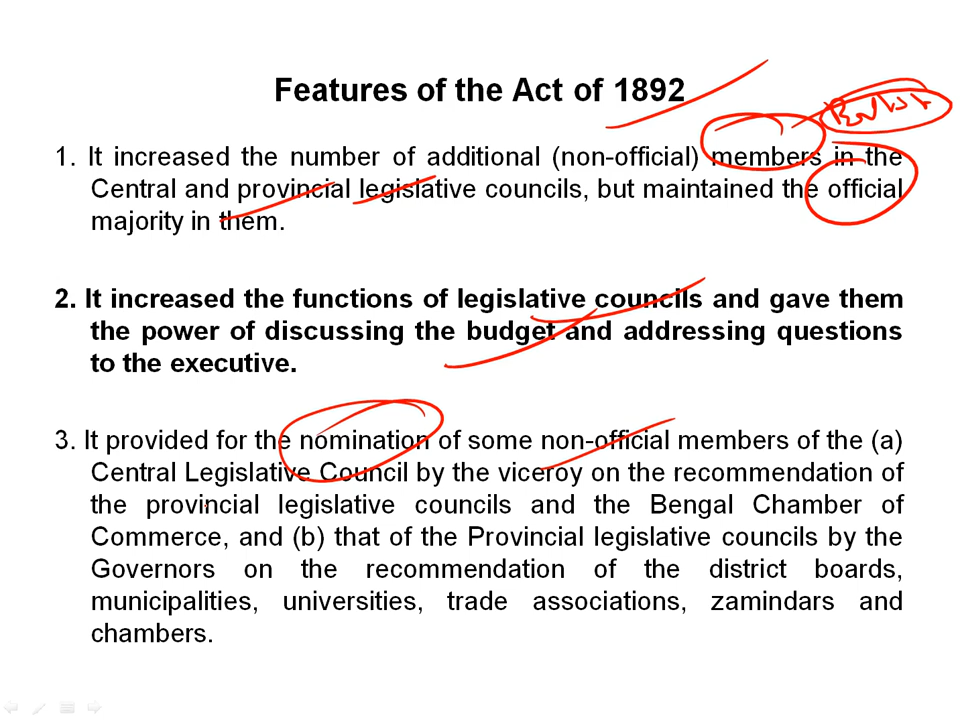 Features of the Act of 1892
1. It increased the number of additional (non-official) members in the
Central and provincial legislative councils, but maintained the official
majority in them.
2. It increased the functions of legislative councils and gave them
the power of discussing the budget and addressing questions
to the executive.
3. It provided for the nomination of some non-official members of the (a)
Central Legislative Council by the viceroy on the recommendation of
the provincial legislative councils and the Bengal Chamber of
Commerce, and (b) that of the Provincial legislative councils by the
Governors on the recommendation of the district boards,
municipalities, universities, trade associations, zamindars and
chambers.